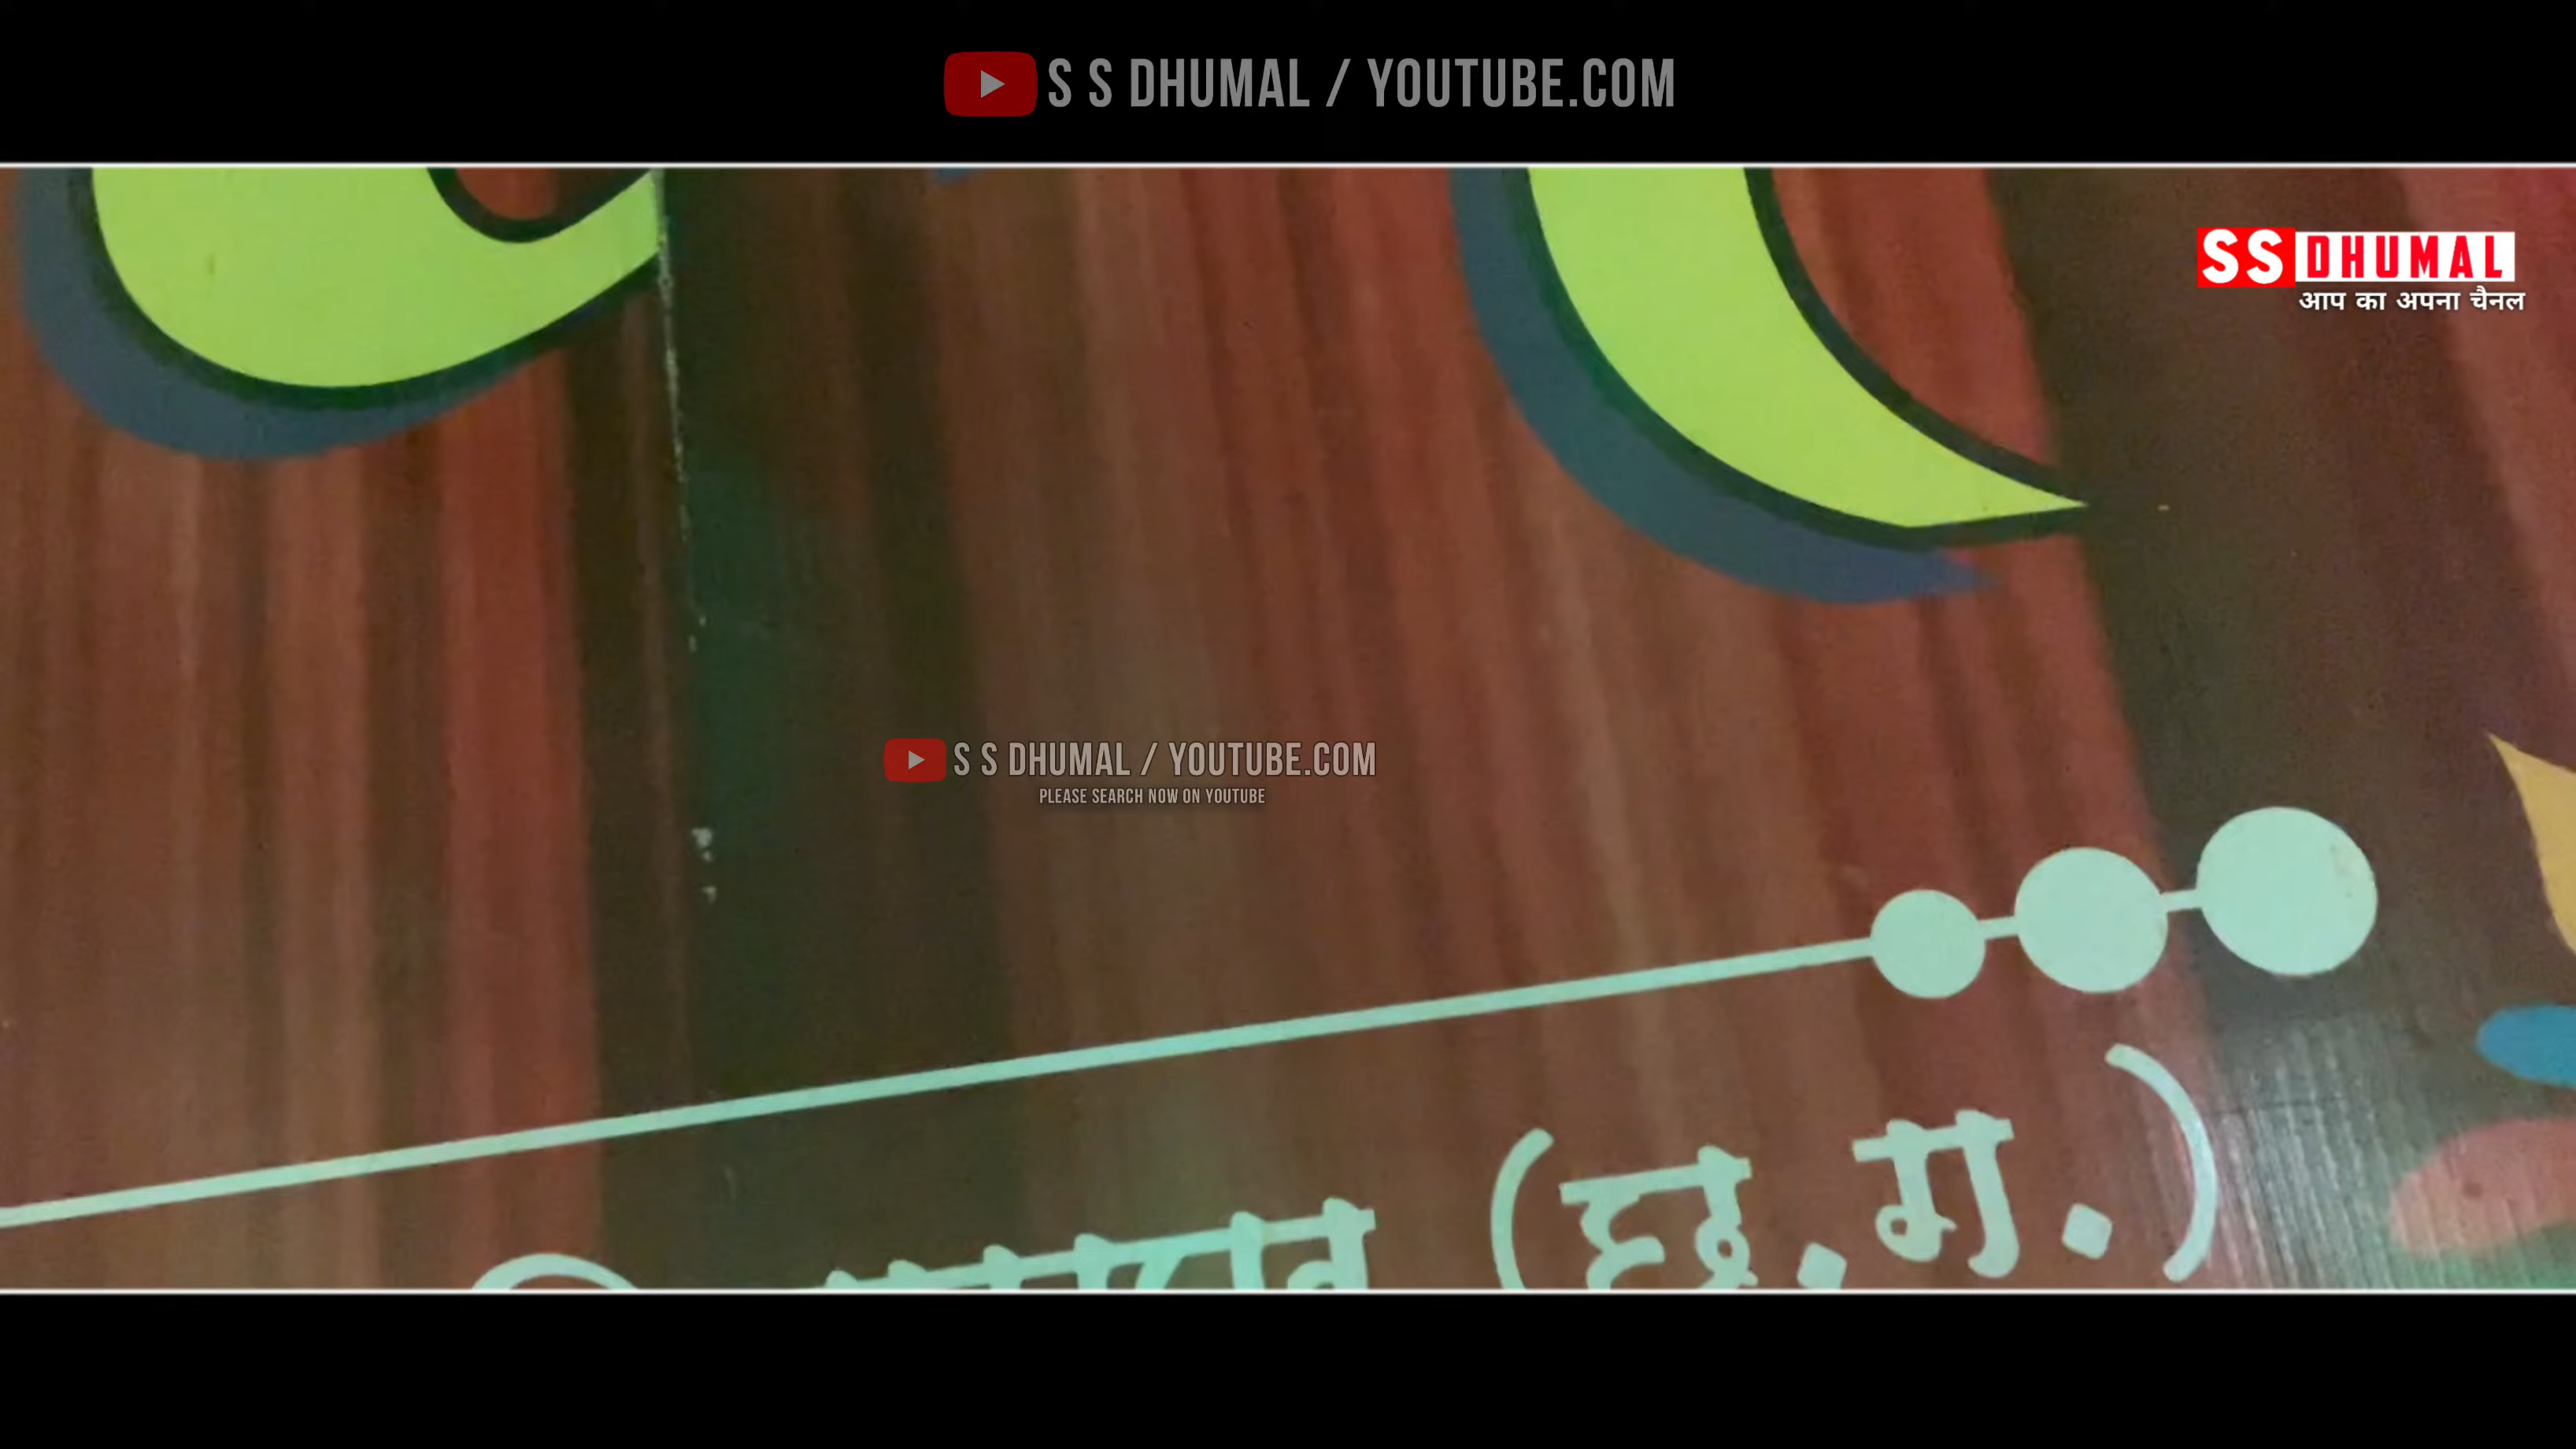 S S DHUMAL / YOUTUBE.COM
SS DHUMAL
आप का अपना चैनल
S S DHUMAL / YOUTUBE.COM
PLEASE SEARCH NOW ON YOUTUBE
(छ.ग.)